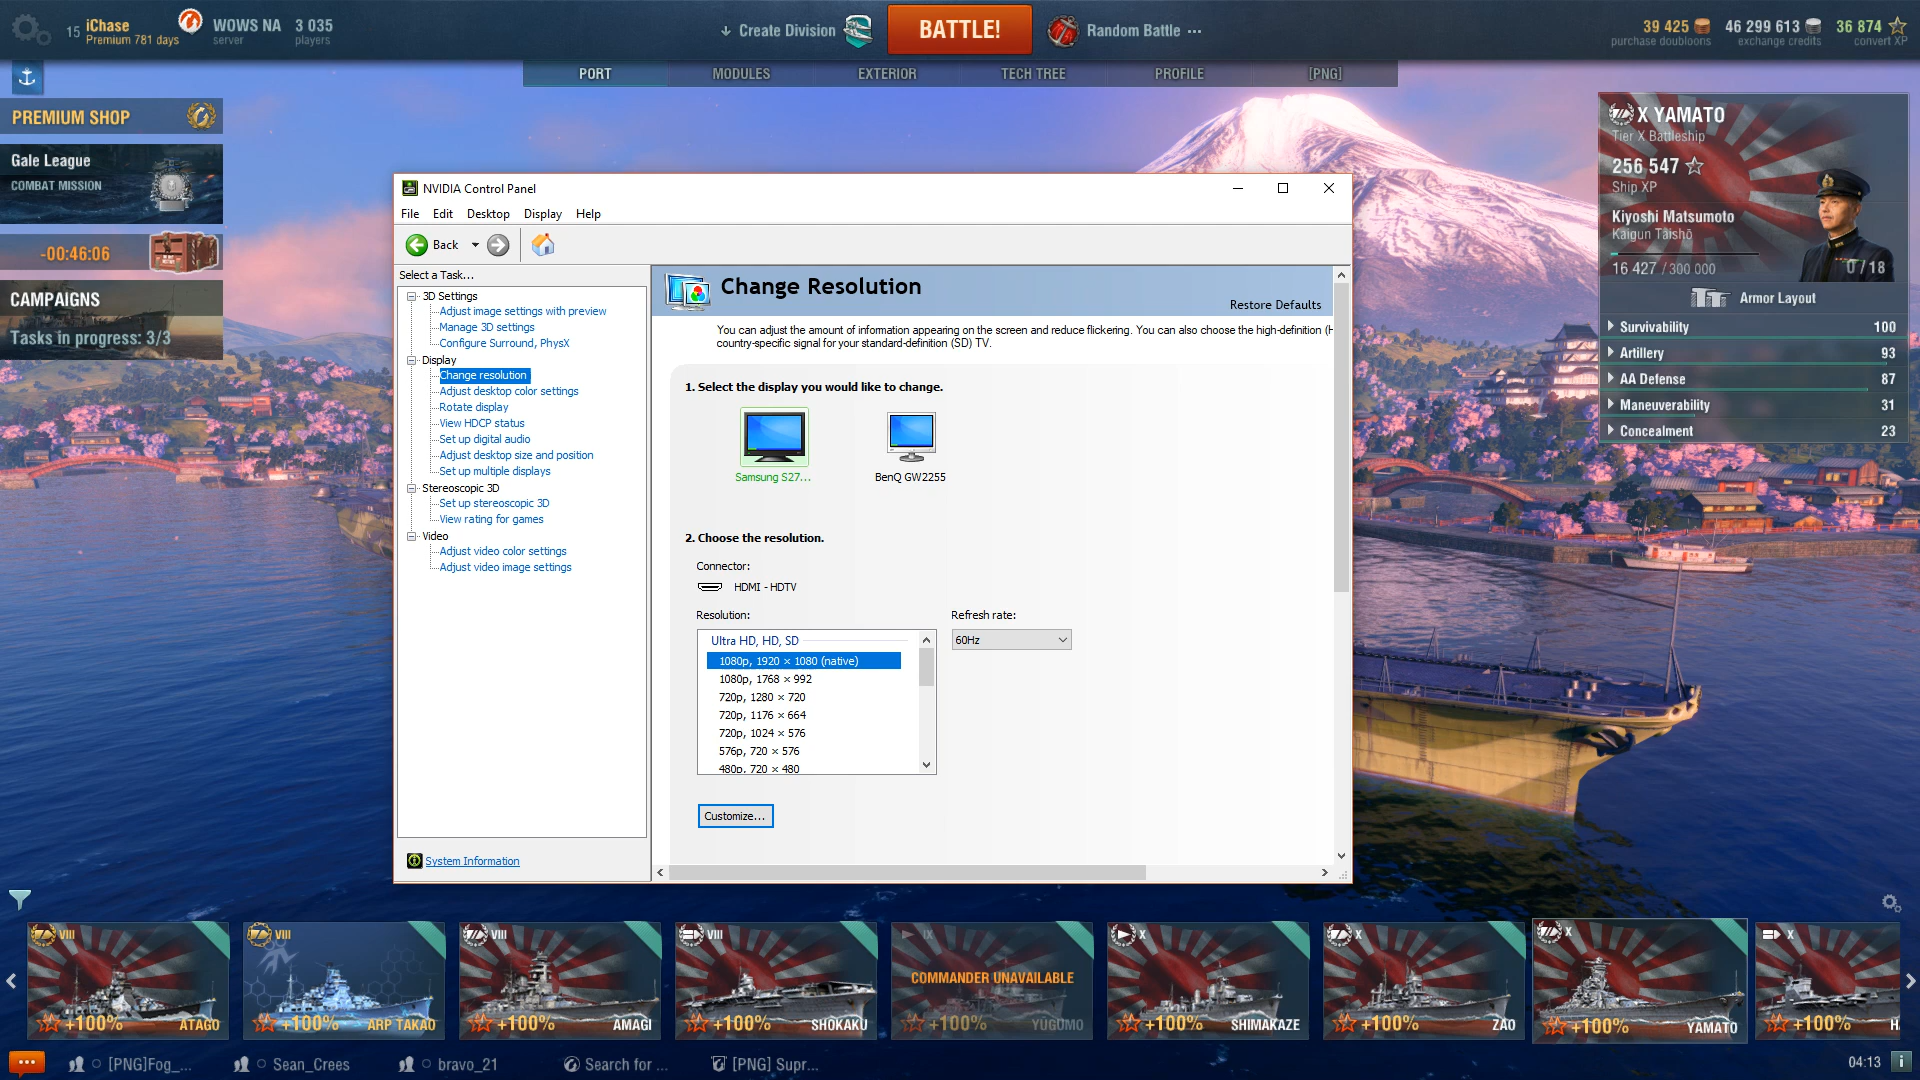 15 iChase
Premium 781 days
WOWS NA
server
3 035
players
Create Division
BATTLE!
Random Battle ...
39 425
purchase doubloons
46 299 613
exchange credits
36 874
convert XP
PORT
MODULES
EXTERIOR
TECH TREE
PROFILE
[PNG]
PREMIUM SHOP
Gale League
COMBAT MISSION
-00:46:06
CAMPAIGNS
Tasks in progress: 3/3
X YAMATO
Tier X Battleship
256 547
Ship XP
Kiyoshi Matsumoto
Kaigun Taishō
16 427 / 300 000
0 / 18
Armor Layout
Survivability 100
Artillery 93
AA Defense 87
Maneuverability 31
Concealment 23
NVIDIA Control Panel
File Edit Desktop Display Help
Back
Select a Task...
3D Settings
Adjust image settings with preview
Manage 3D settings
Configure Surround, PhysX
Display
Change resolution
Adjust desktop color settings
Rotate display
View HDCP status
Set up digital audio
Adjust desktop size and position
Set up multiple displays
Stereoscopic 3D
Set up stereoscopic 3D
View rating for games
Video
Adjust video color settings
Adjust video image settings
System Information
Change Resolution
Restore Defaults
You can adjust the amount of information appearing on the screen and reduce flickering. You can also choose the high-definition (H
country-specific signal for your standard-definition (SD) TV.
1. Select the display you would like to change.
Samsung S27...
BenQ GW2255
2. Choose the resolution.
Connector:
HDMI - HDTV
Resolution:
Refresh rate:
Ultra HD, HD, SD
60Hz
1080p, 1920 × 1080 (native)
1080p, 1768 × 992
720p, 1280 × 720
720p, 1176 × 664
720p, 1024 × 576
576p, 720 × 576
480p, 720 × 480
Customize...
VIII
+100%
ATAGO
VIII
+100%
ARP TAKAO
VIII
+100%
AMAGI
VIII
+100%
SHOKAKU
IX
COMMANDER UNAVAILABLE
+100%
YUGUMO
X
+100%
SHIMAKAZE
X
+100%
ZAO
X
+100%
YAMATO
X
+100%
[PNG]Fog_...
Sean_Crees
bravo_21
Search for ...
[PNG] Supr...
04:13